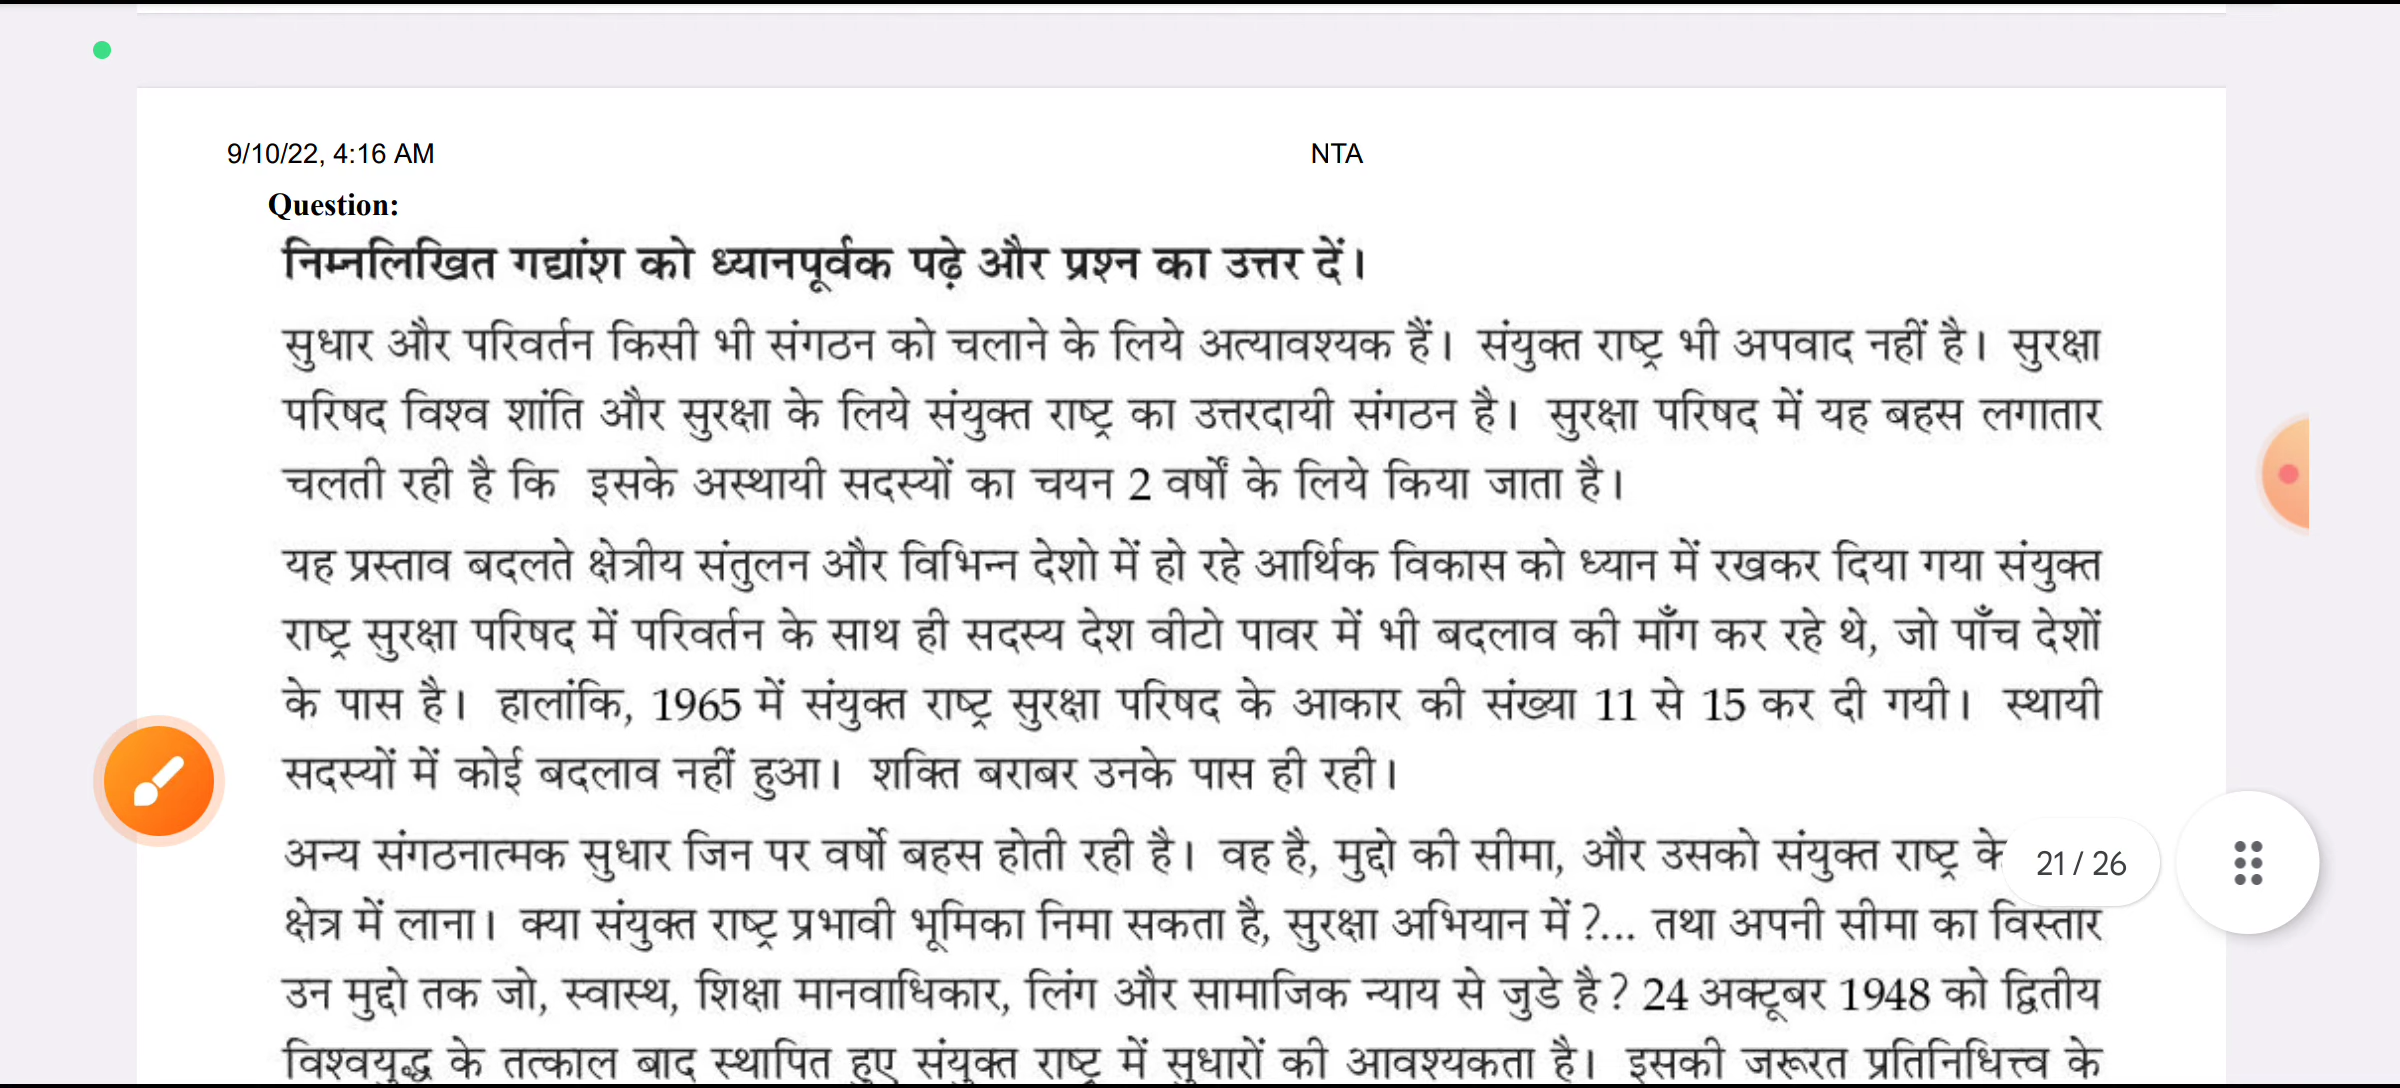 9/10/22, 4:16 AM NTA
Question:
निम्नलिखित गद्यांश को ध्यानपूर्वक पढ़े और प्रश्न का उत्तर दें।
सुधार और परिवर्तन किसी भी संगठन को चलाने के लिये अत्यावश्यक हैं। संयुक्त राष्ट्र भी अपवाद नहीं है। सुरक्षा
परिषद विश्व शांति और सुरक्षा के लिये संयुक्त राष्ट्र का उत्तरदायी संगठन है। सुरक्षा परिषद में यह बहस लगातार
चलती रही है कि इसके अस्थायी सदस्यों का चयन 2 वर्षों के लिये किया जाता है।
यह प्रस्ताव बदलते क्षेत्रीय संतुलन और विभिन्न देशो में हो रहे आर्थिक विकास को ध्यान में रखकर दिया गया संयुक्त
राष्ट्र सुरक्षा परिषद में परिवर्तन के साथ ही सदस्य देश वीटो पावर में भी बदलाव की माँग कर रहे थे, जो पाँच देशों
के पास है। हालांकि, 1965 में संयुक्त राष्ट्र सुरक्षा परिषद के आकार की संख्या 11 से 15 कर दी गयी। स्थायी
सदस्यों में कोई बदलाव नहीं हुआ। शक्ति बराबर उनके पास ही रही।
अन्य संगठनात्मक सुधार जिन पर वर्षो बहस होती रही है। वह है, मुद्दो की सीमा, और उसको संयुक्त राष्ट्र के 21 / 26
क्षेत्र में लाना। क्या संयुक्त राष्ट्र प्रभावी भूमिका निमा सकता है, सुरक्षा अभियान में ?... तथा अपनी सीमा का विस्तार
उन मुद्दो तक जो, स्वास्थ, शिक्षा मानवाधिकार, लिंग और सामाजिक न्याय से जुडे है ? 24 अक्टूबर 1948 को द्वितीय
विश्वयुद्ध के तत्काल बाद स्थापित हुए संयुक्त राष्ट्र में सुधारों की आवश्यकता है। इसकी जरूरत प्रतिनिधित्त्व के